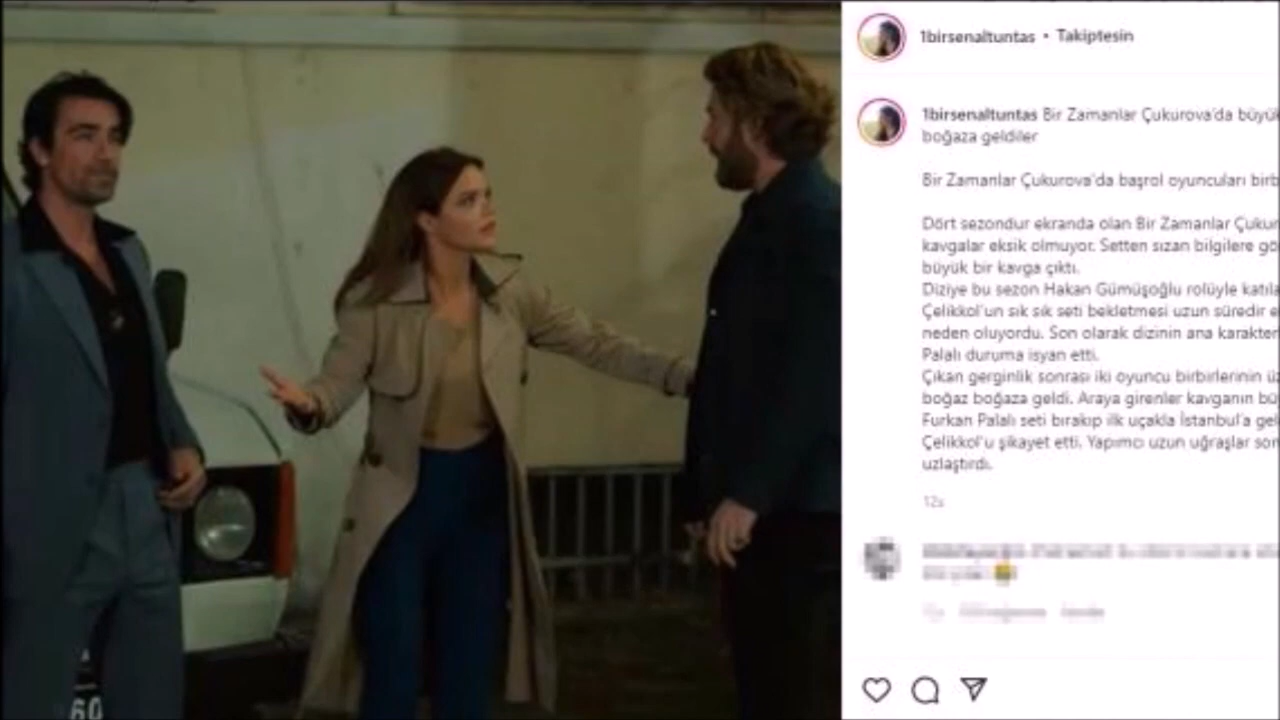 1birsenaltuntas • Takiptesin
1birsenaltuntas Bir Zamanlar Çukurova'da büyük
boğaza geldiler
Bir Zamanlar Çukurova'da başrol oyuncuları birb
Dört sezondur ekranda olan Bir Zamanlar Çukur
kavgalar eksik olmuyor. Setten sızan bilgilere gö
büyük bir kavga çıktı.
Diziye bu sezon Hakan Gümüşoğlu rolüyle katıla
Çelikkol'un sık sık seti bekletmesi uzun süredir e
neden oluyordu. Son olarak dizinin ana karakter
Palalı duruma isyan etti.
Çıkan gerginlik sonrası iki oyuncu birbirlerinin üz
boğaz boğaza geldi. Araya girenler kavganın bü
Furkan Palalı seti bırakıp ilk uçakla İstanbul'a gel
Çelikkol'u şikayet etti. Yapımcı uzun uğraşlar son
uzlaştırdı.
12s
60